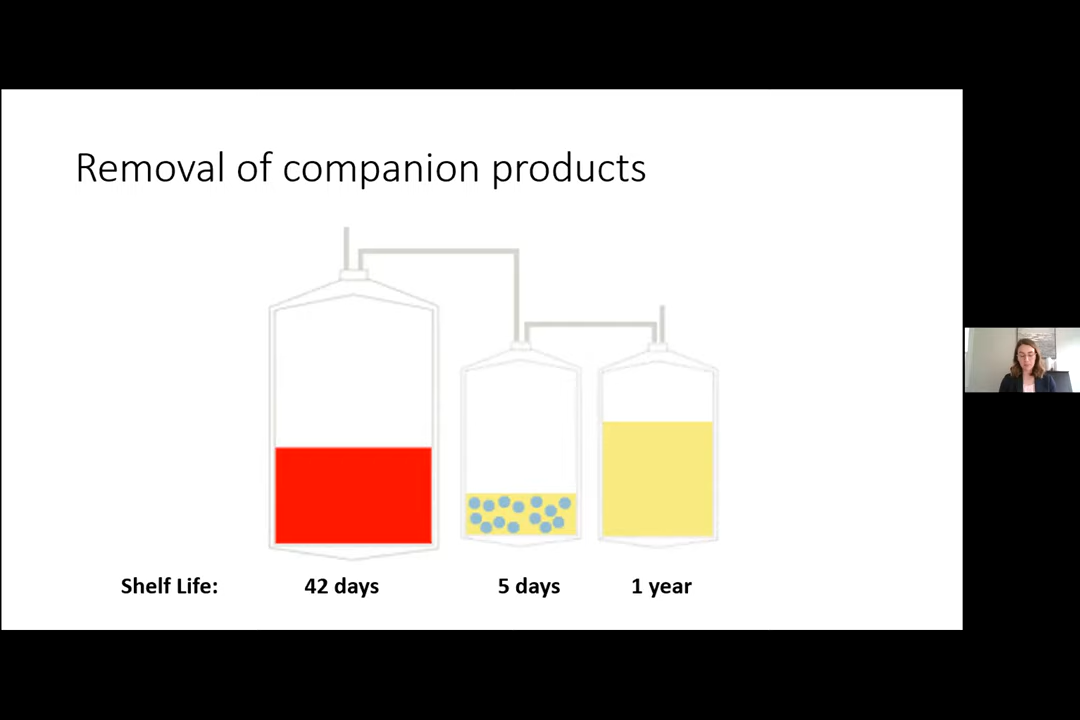 Removal of companion products
Shelf Life: 42 days 5 days 1 year